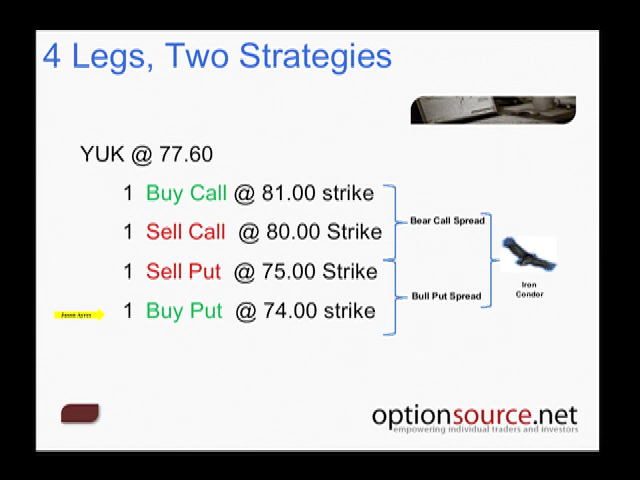 4 Legs, Two Strategies
YUK @ 77.60
1 Buy Call @ 81.00 strike
1 Sell Call @ 80.00 Strike
1 Sell Put @ 75.00 Strike
1 Buy Put @ 74.00 strike
Bear Call Spread
Bull Put Spread
Iron
Condor
Jason Ayres
optionsource.net
empowering individual traders and investors